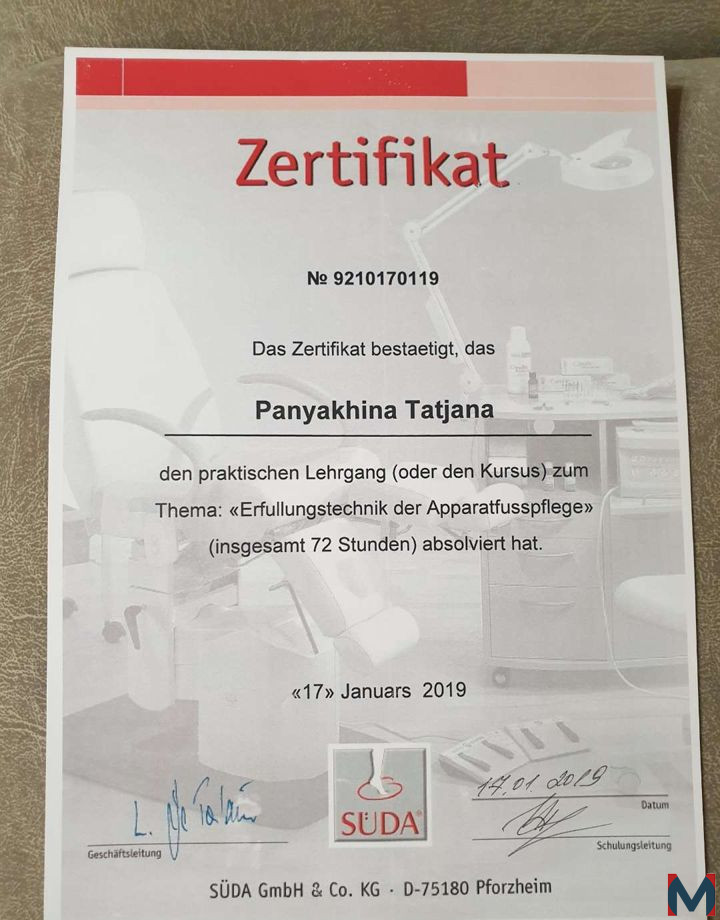 Zertifikat
№ 9210170119
Das Zertifikat bestaetigt, das
Panyakhina Tatjana
den praktischen Lehrgang (oder den Kursus) zum
Thema: «Erfullungstechnik der Apparatfusspflege»
(insgesamt 72 Stunden) absolviert hat.
«17» Januars 2019
17.01 2019
Datum
SÜDA®
Geschäftsleitung
Schulungsleitung
SÜDA GmbH & Co. KG · D-75180 Pforzheim
M